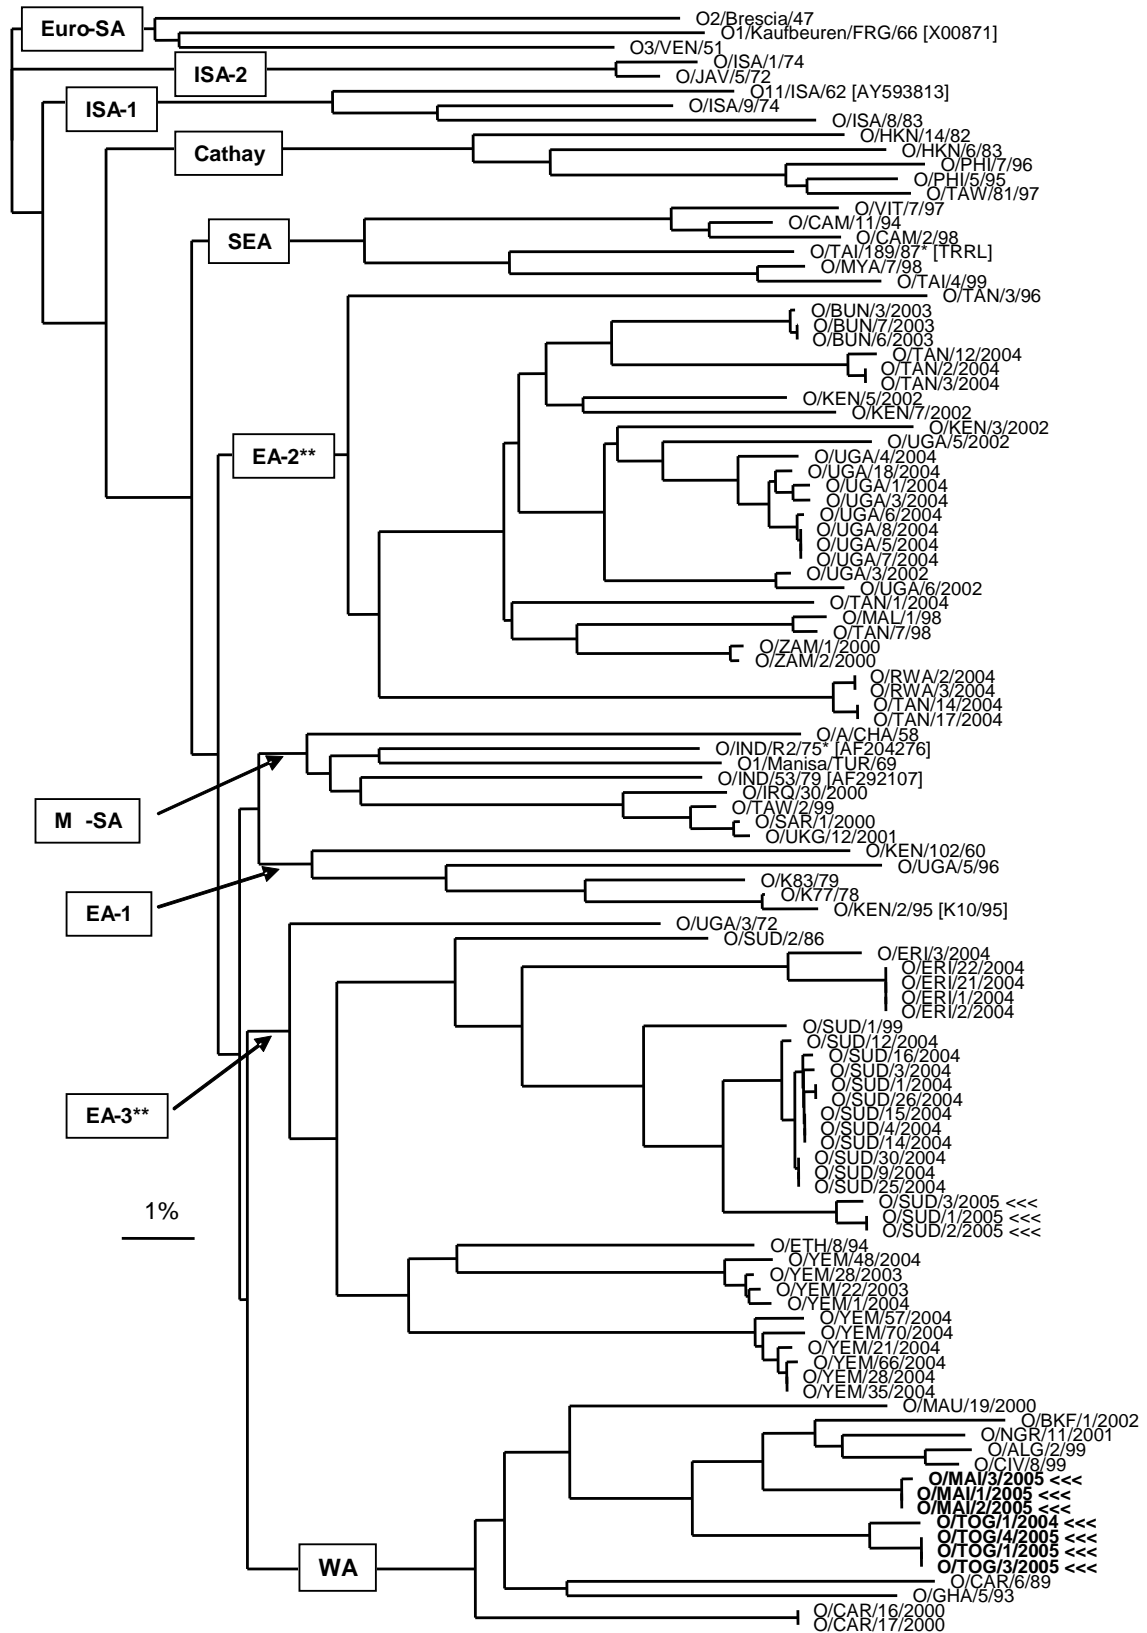 Euro-SA
O2/Brescia/47
O1/Kaufbeuren/FRG/66 [X00871]
O3/VEN/51
ISA-2
O/ISA/1/74
O/JAV/5/72
ISA-1
O11/ISA/62 [AY593813]
O/ISA/9/74
O/ISA/8/83
Cathay
O/HKN/14/82
O/HKN/6/83
O/PHI/7/96
O/PHI/5/95
O/TAW/81/97
SEA
O/VIT/7/97
O/CAM/11/94
O/CAM/2/98
O/TAI/189/87* [TRRL]
O/MYA/7/98
O/TAI/4/99
EA-2**
O/TAN/3/96
O/BUN/3/2003
O/BUN/7/2003
O/BUN/6/2003
O/TAN/12/2004
O/TAN/2/2004
O/TAN/3/2004
O/KEN/5/2002
O/KEN/7/2002
O/KEN/3/2002
O/UGA/5/2002
O/UGA/4/2004
O/UGA/18/2004
O/UGA/1/2004
O/UGA/3/2004
O/UGA/6/2004
O/UGA/8/2004
O/UGA/5/2004
O/UGA/7/2004
O/UGA/3/2002
O/UGA/6/2002
O/TAN/1/2004
O/MAL/1/98
O/TAN/7/98
O/ZAM/1/2000
O/ZAM/2/2000
O/RWA/2/2004
O/RWA/3/2004
O/TAN/14/2004
O/TAN/17/2004
M -SA
O/A/CHA/58
O/IND/R2/75* [AF204276]
O1/Manisa/TUR/69
O/IND/53/79 [AF292107]
O/IRQ/30/2000
O/TAW/2/99
O/SAR/1/2000
O/UKG/12/2001
EA-1
O/KEN/102/60
O/UGA/5/96
O/K83/79
O/K77/78
O/KEN/2/95 [K10/95]
EA-3**
O/UGA/3/72
O/SUD/2/86
O/ERI/3/2004
O/ERI/22/2004
O/ERI/21/2004
O/ERI/1/2004
O/ERI/2/2004
O/SUD/1/99
O/SUD/12/2004
O/SUD/16/2004
O/SUD/3/2004
O/SUD/1/2004
O/SUD/26/2004
O/SUD/15/2004
O/SUD/4/2004
O/SUD/14/2004
O/SUD/30/2004
O/SUD/9/2004
O/SUD/25/2004
O/SUD/3/2005 <<<
O/SUD/1/2005 <<<
O/SUD/2/2005 <<<
1%
O/ETH/8/94
O/YEM/48/2004
O/YEM/28/2003
O/YEM/22/2003
O/YEM/1/2004
O/YEM/57/2004
O/YEM/70/2004
O/YEM/21/2004
O/YEM/66/2004
O/YEM/28/2004
O/YEM/35/2004
WA
O/MAU/19/2000
O/BKF/1/2002
O/NGR/11/2001
O/ALG/2/99
O/CIV/8/99
O/MAI/3/2005 <<<
O/MAI/1/2005 <<<
O/MAI/2/2005 <<<
O/TOG/1/2004 <<<
O/TOG/4/2005 <<<
O/TOG/1/2005 <<<
O/TOG/3/2005 <<<
O/CAR/6/89
O/GHA/5/93
O/CAR/16/2000
O/CAR/17/2000